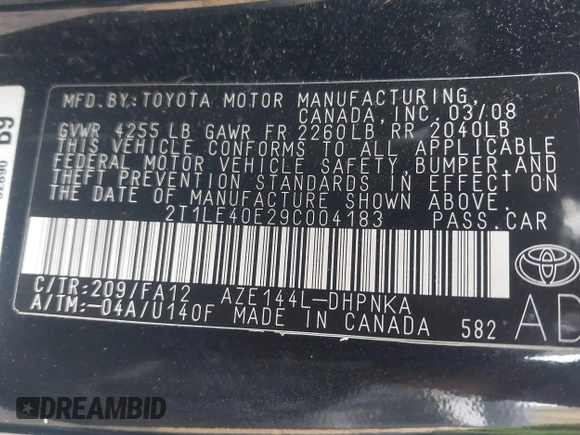 MFD. BY: TOYOTA MOTOR MANUFACTURING,
CANADA, INC. 03/08
GVWR 4255 LB GAWR FR 2260LB RR 2040LB
THIS VEHICLE CONFORMS TO ALL APPLICABLE
FEDERAL MOTOR VEHICLE SAFETY, BUMPER AND
THEFT PREVENTION STANDARDS IN EFFECT ON
THE DATE OF MANUFACTURE SHOWN ABOVE.
2T1LE40E29C004183 PASS. CAR
C/TR: 209/FA12 AZE144L-DHPNKA
A/TM: -04A/U140F MADE IN CANADA 582
AD
DREAMBID